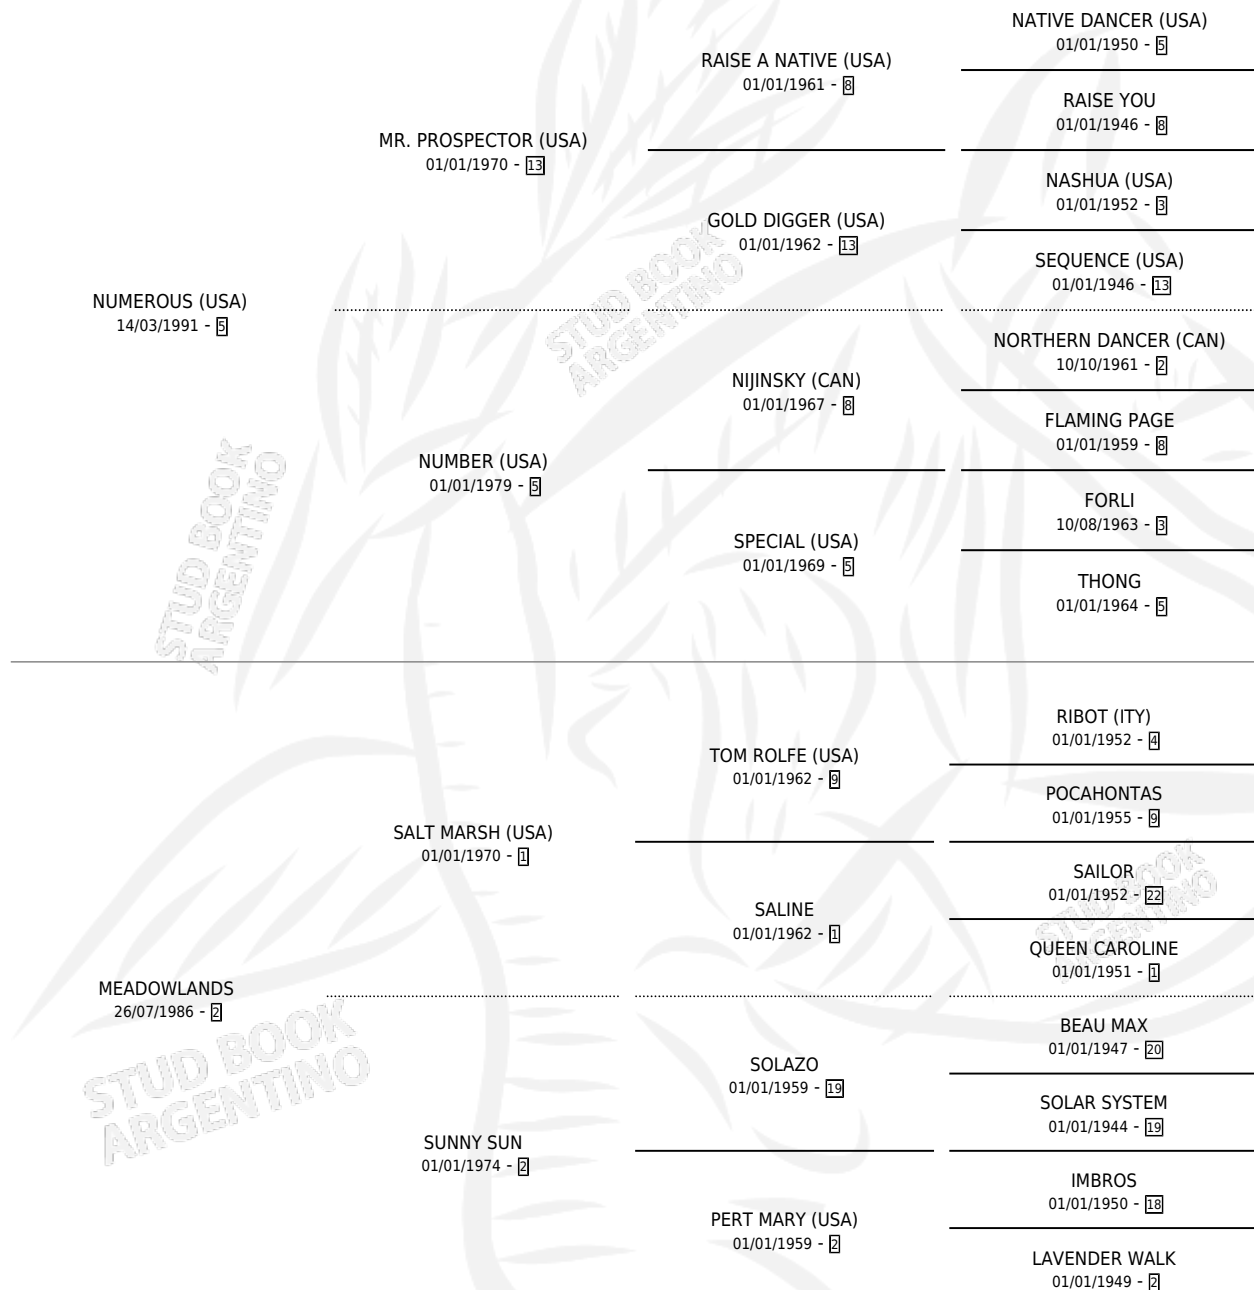 NATIVE DANCER (USA)
01/01/1950 - 5
RAISE A NATIVE (USA)
01/01/1961 - 8
RAISE YOU
01/01/1946 - 8
MR. PROSPECTOR (USA)
01/01/1970 - 13
NASHUA (USA)
01/01/1952 - 3
GOLD DIGGER (USA)
01/01/1962 - 13
SEQUENCE (USA)
01/01/1946 - 13
NUMEROUS (USA)
14/03/1991 - 5
STUD BOOK
ARGENTINO
NORTHERN DANCER (CAN)
10/10/1961 - 2
NIJINSKY (CAN)
01/01/1967 - 8
FLAMING PAGE
01/01/1959 - 8
NUMBER (USA)
01/01/1979 - 5
FORLI
10/08/1963 - 3
SPECIAL (USA)
01/01/1969 - 5
THONG
01/01/1964 - 5
STUD BOOK
ARGENTINO
RIBOT (ITY)
01/01/1952 - 4
TOM ROLFE (USA)
01/01/1962 - 9
POCAHONTAS
01/01/1955 - 9
SALT MARSH (USA)
01/01/1970 - 1
SAILOR
01/01/1952 - 22
SALINE
01/01/1962 - 1
QUEEN CAROLINE
01/01/1951 - 1
STUD BOOK
ARGENTINO
MEADOWLANDS
26/07/1986 - 2
BEAU MAX
01/01/1947 - 20
SOLAZO
01/01/1959 - 19
SOLAR SYSTEM
01/01/1944 - 19
STUD BOOK
ARGENTINO
SUNNY SUN
01/01/1974 - 2
IMBROS
01/01/1950 - 18
PERT MARY (USA)
01/01/1959 - 2
LAVENDER WALK
01/01/1949 - 2